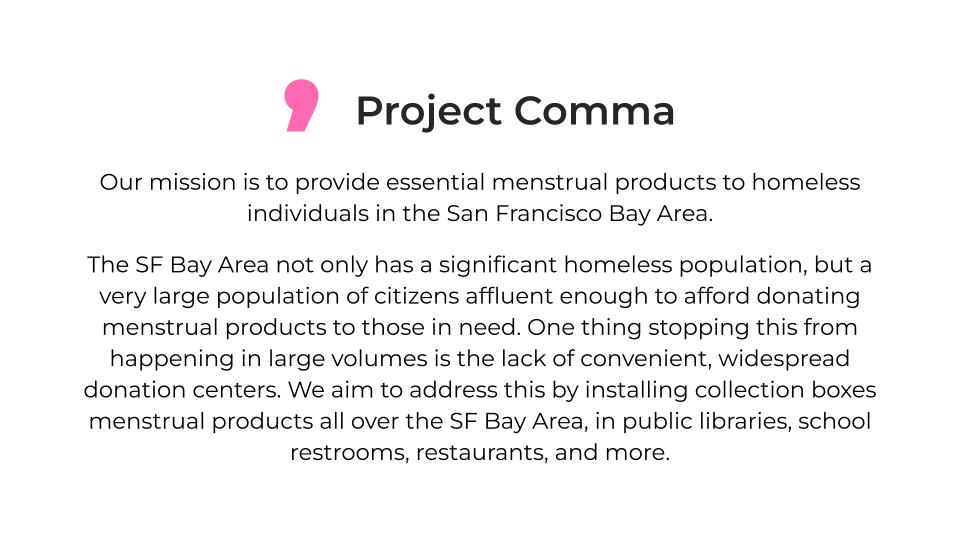 Project Comma
Our mission is to provide essential menstrual products to homeless
individuals in the San Francisco Bay Area.
The SF Bay Area not only has a significant homeless population, but a
very large population of citizens affluent enough to afford donating
menstrual products to those in need. One thing stopping this from
happening in large volumes is the lack of convenient, widespread
donation centers. We aim to address this by installing collection boxes
menstrual products all over the SF Bay Area, in public libraries, school
restrooms, restaurants, and more.